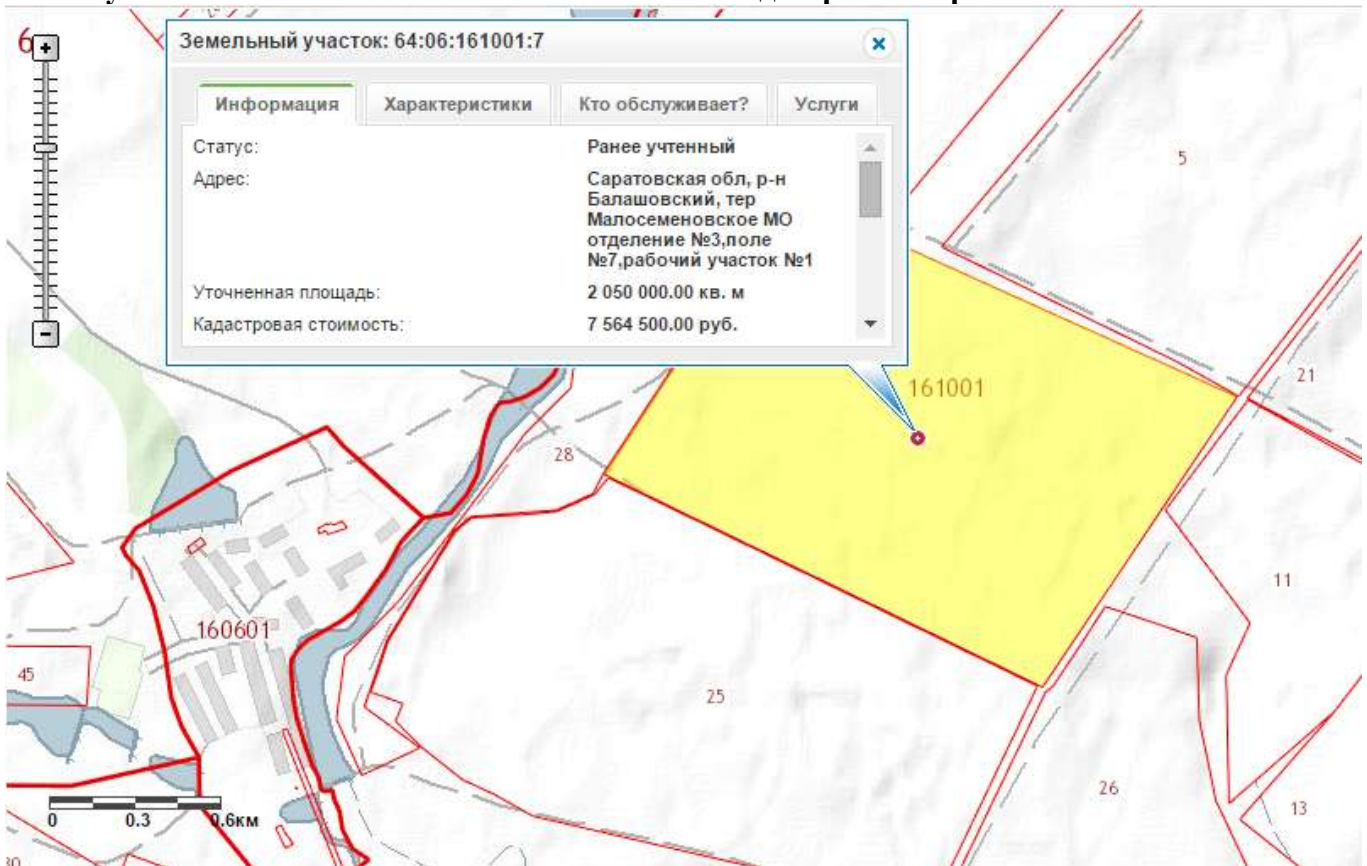 6
Земельный участок: 64:06:161001:7
Информация
Характеристики
Кто обслуживает?
Услуги
Статус:
Ранее учтенный
Адрес:
Саратовская обл, р-н
Балашовский, тер
Малосеменовское МО
отделение №3,поле
№7,рабочий участок №1
Уточненная площадь:
2 050 000.00 кв. м
Кадастровая стоимость:
7 564 500.00 руб.
5
161001
21
28
11
160601
45
25
26
13
0
0.3
0.6км